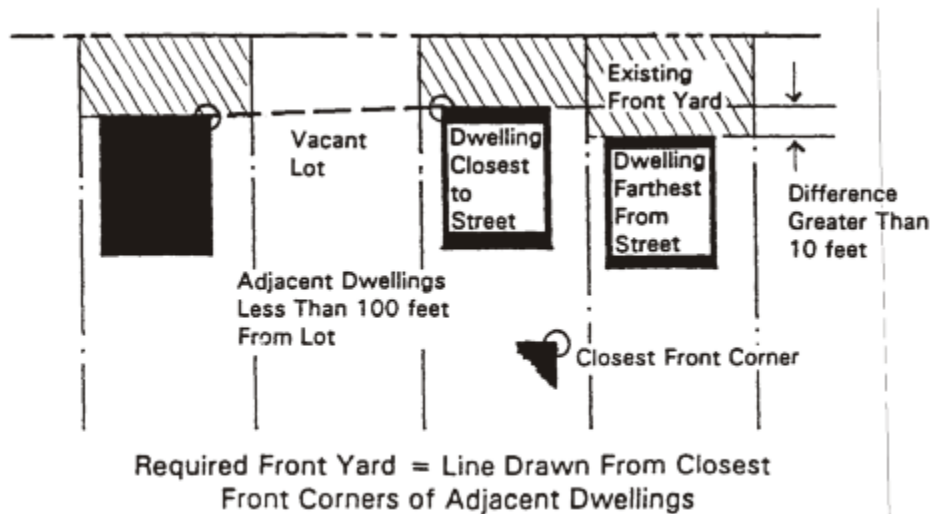 Existing
Front Yard
Vacant
Lot
Dwelling
Closest
to
Street
Dwelling
Farthest
From
Street
Difference
Greater Than
10 feet
Adjacent Dwellings
Less Than 100 feet
From Lot
Closest Front Corner
Required Front Yard = Line Drawn From Closest
Front Corners of Adjacent Dwellings